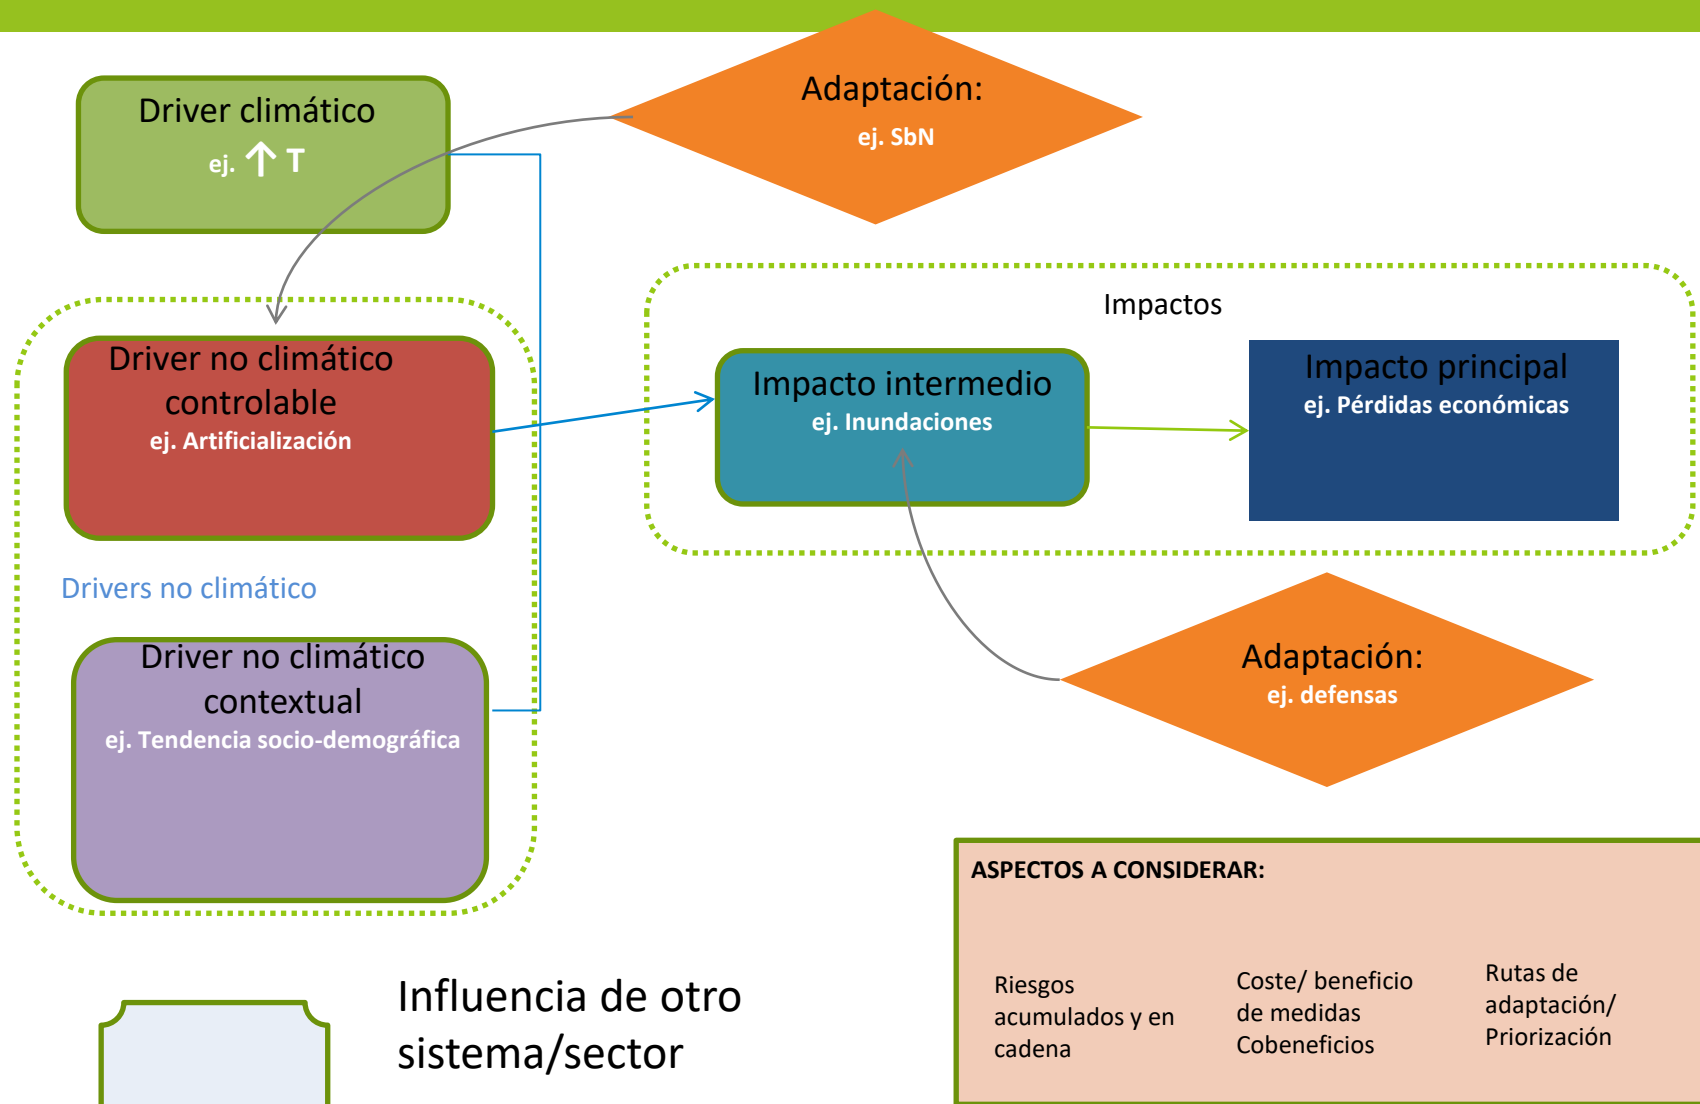 Adaptación:
ej. SbN
Driver climático
ej. ↑ T
Impactos
Driver no climático
controlable
ej. Artificialización
Impacto intermedio
ej. Inundaciones
Impacto principal
ej. Pérdidas económicas
Drivers no climático
Driver no climático
contextual
ej. Tendencia socio-demográfica
Adaptación:
ej. defensas
ASPECTOS A CONSIDERAR:
Riesgos
acumulados y en
cadena
Coste/ beneficio
de medidas
Cobeneficios
Rutas de
adaptación/
Priorización
Influencia de otro
sistema/sector